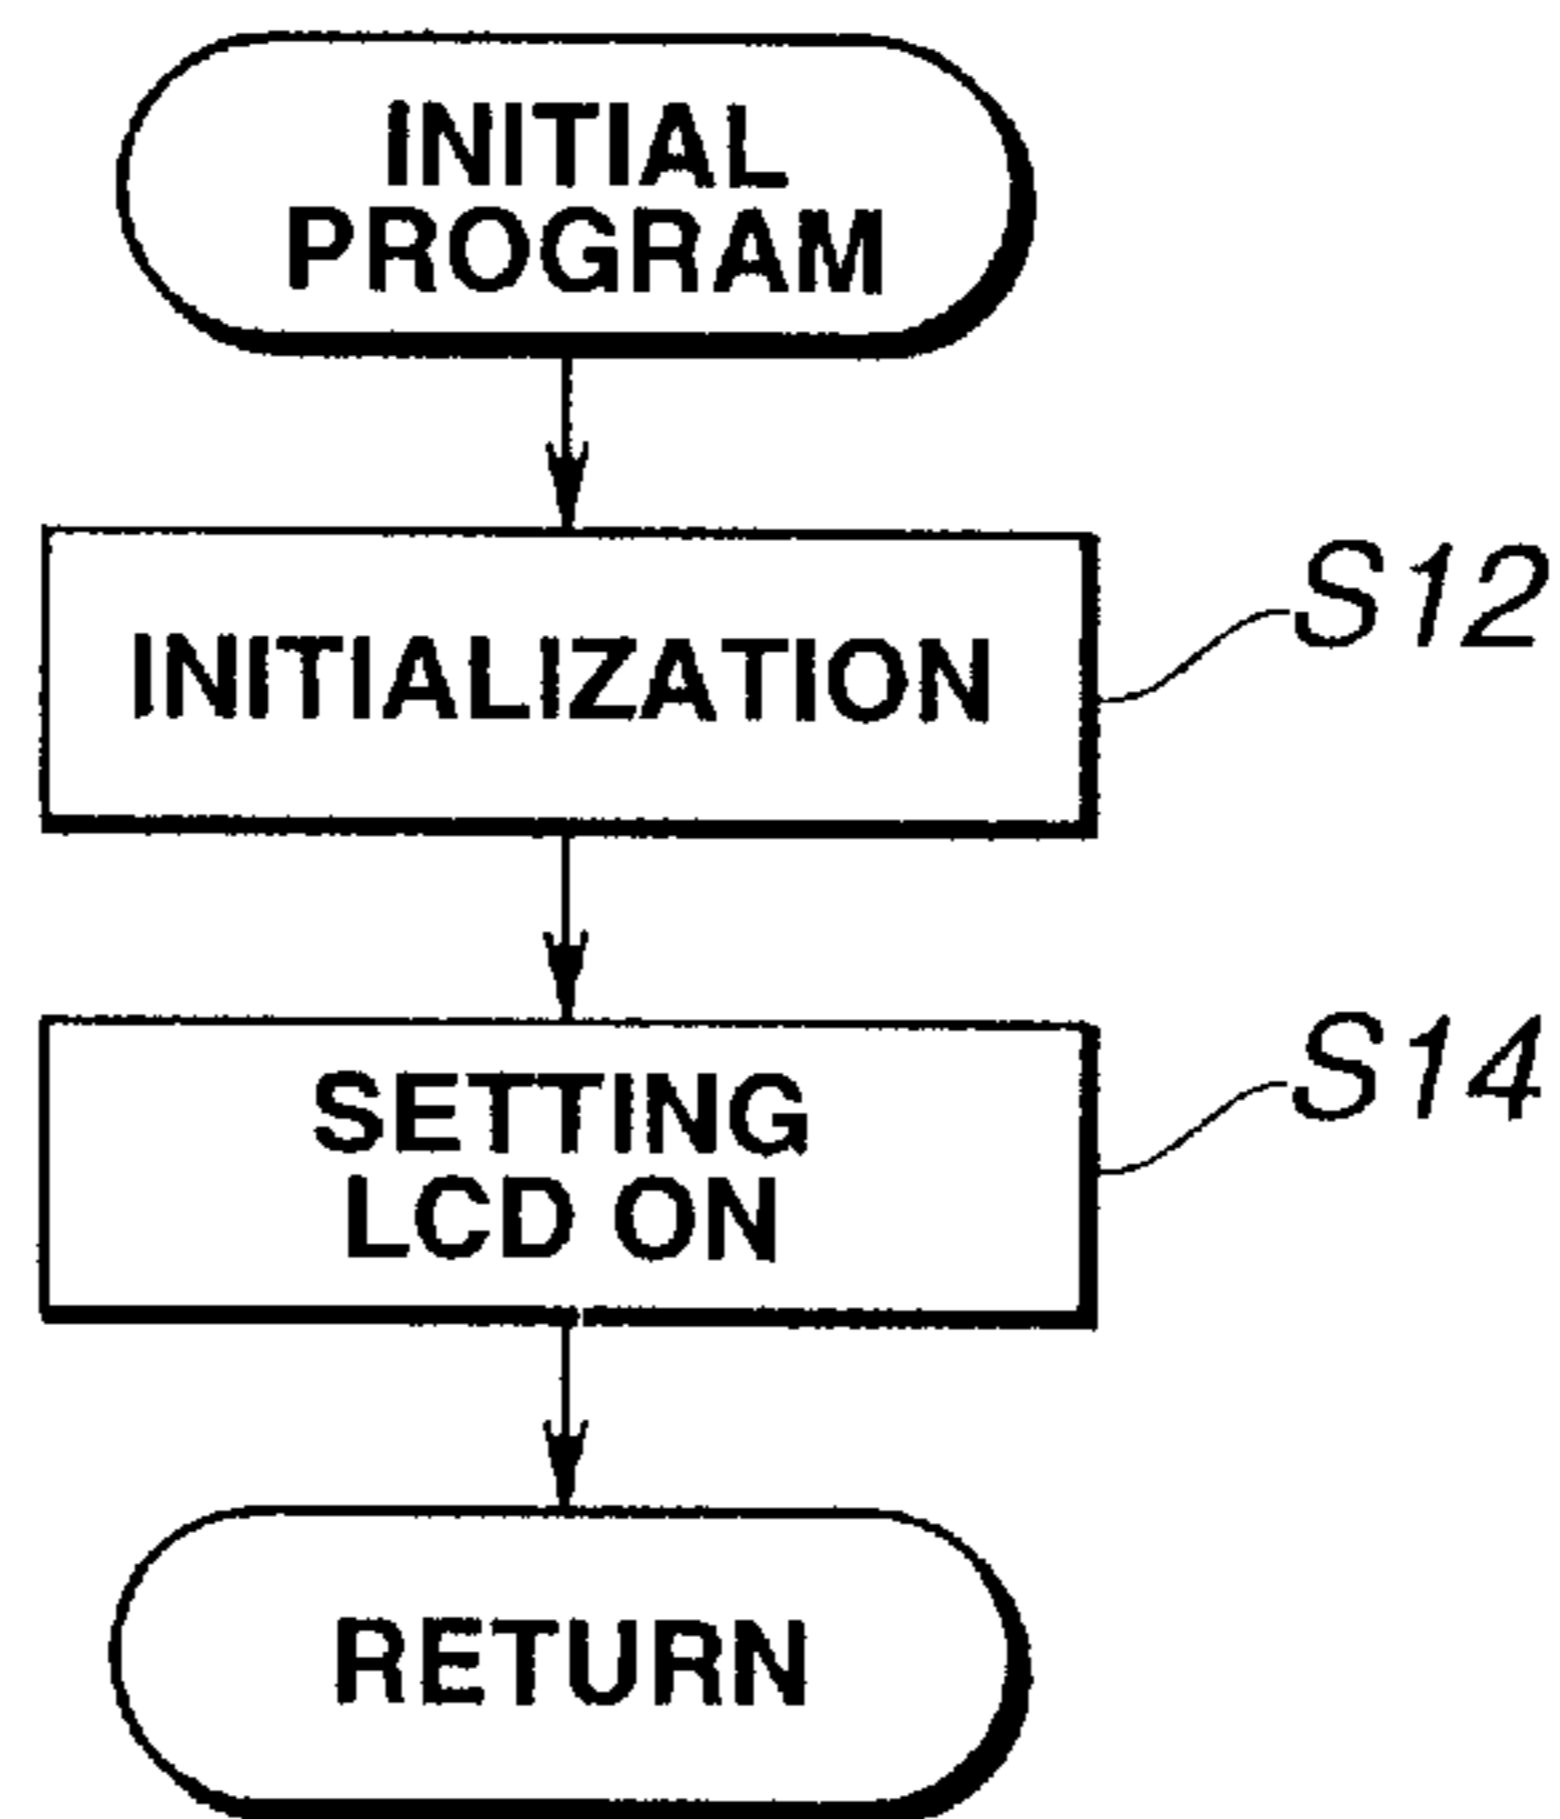 INITIAL
PROGRAM
INITIALIZATION
S12
SETTING
LCD ON
S14
RETURN